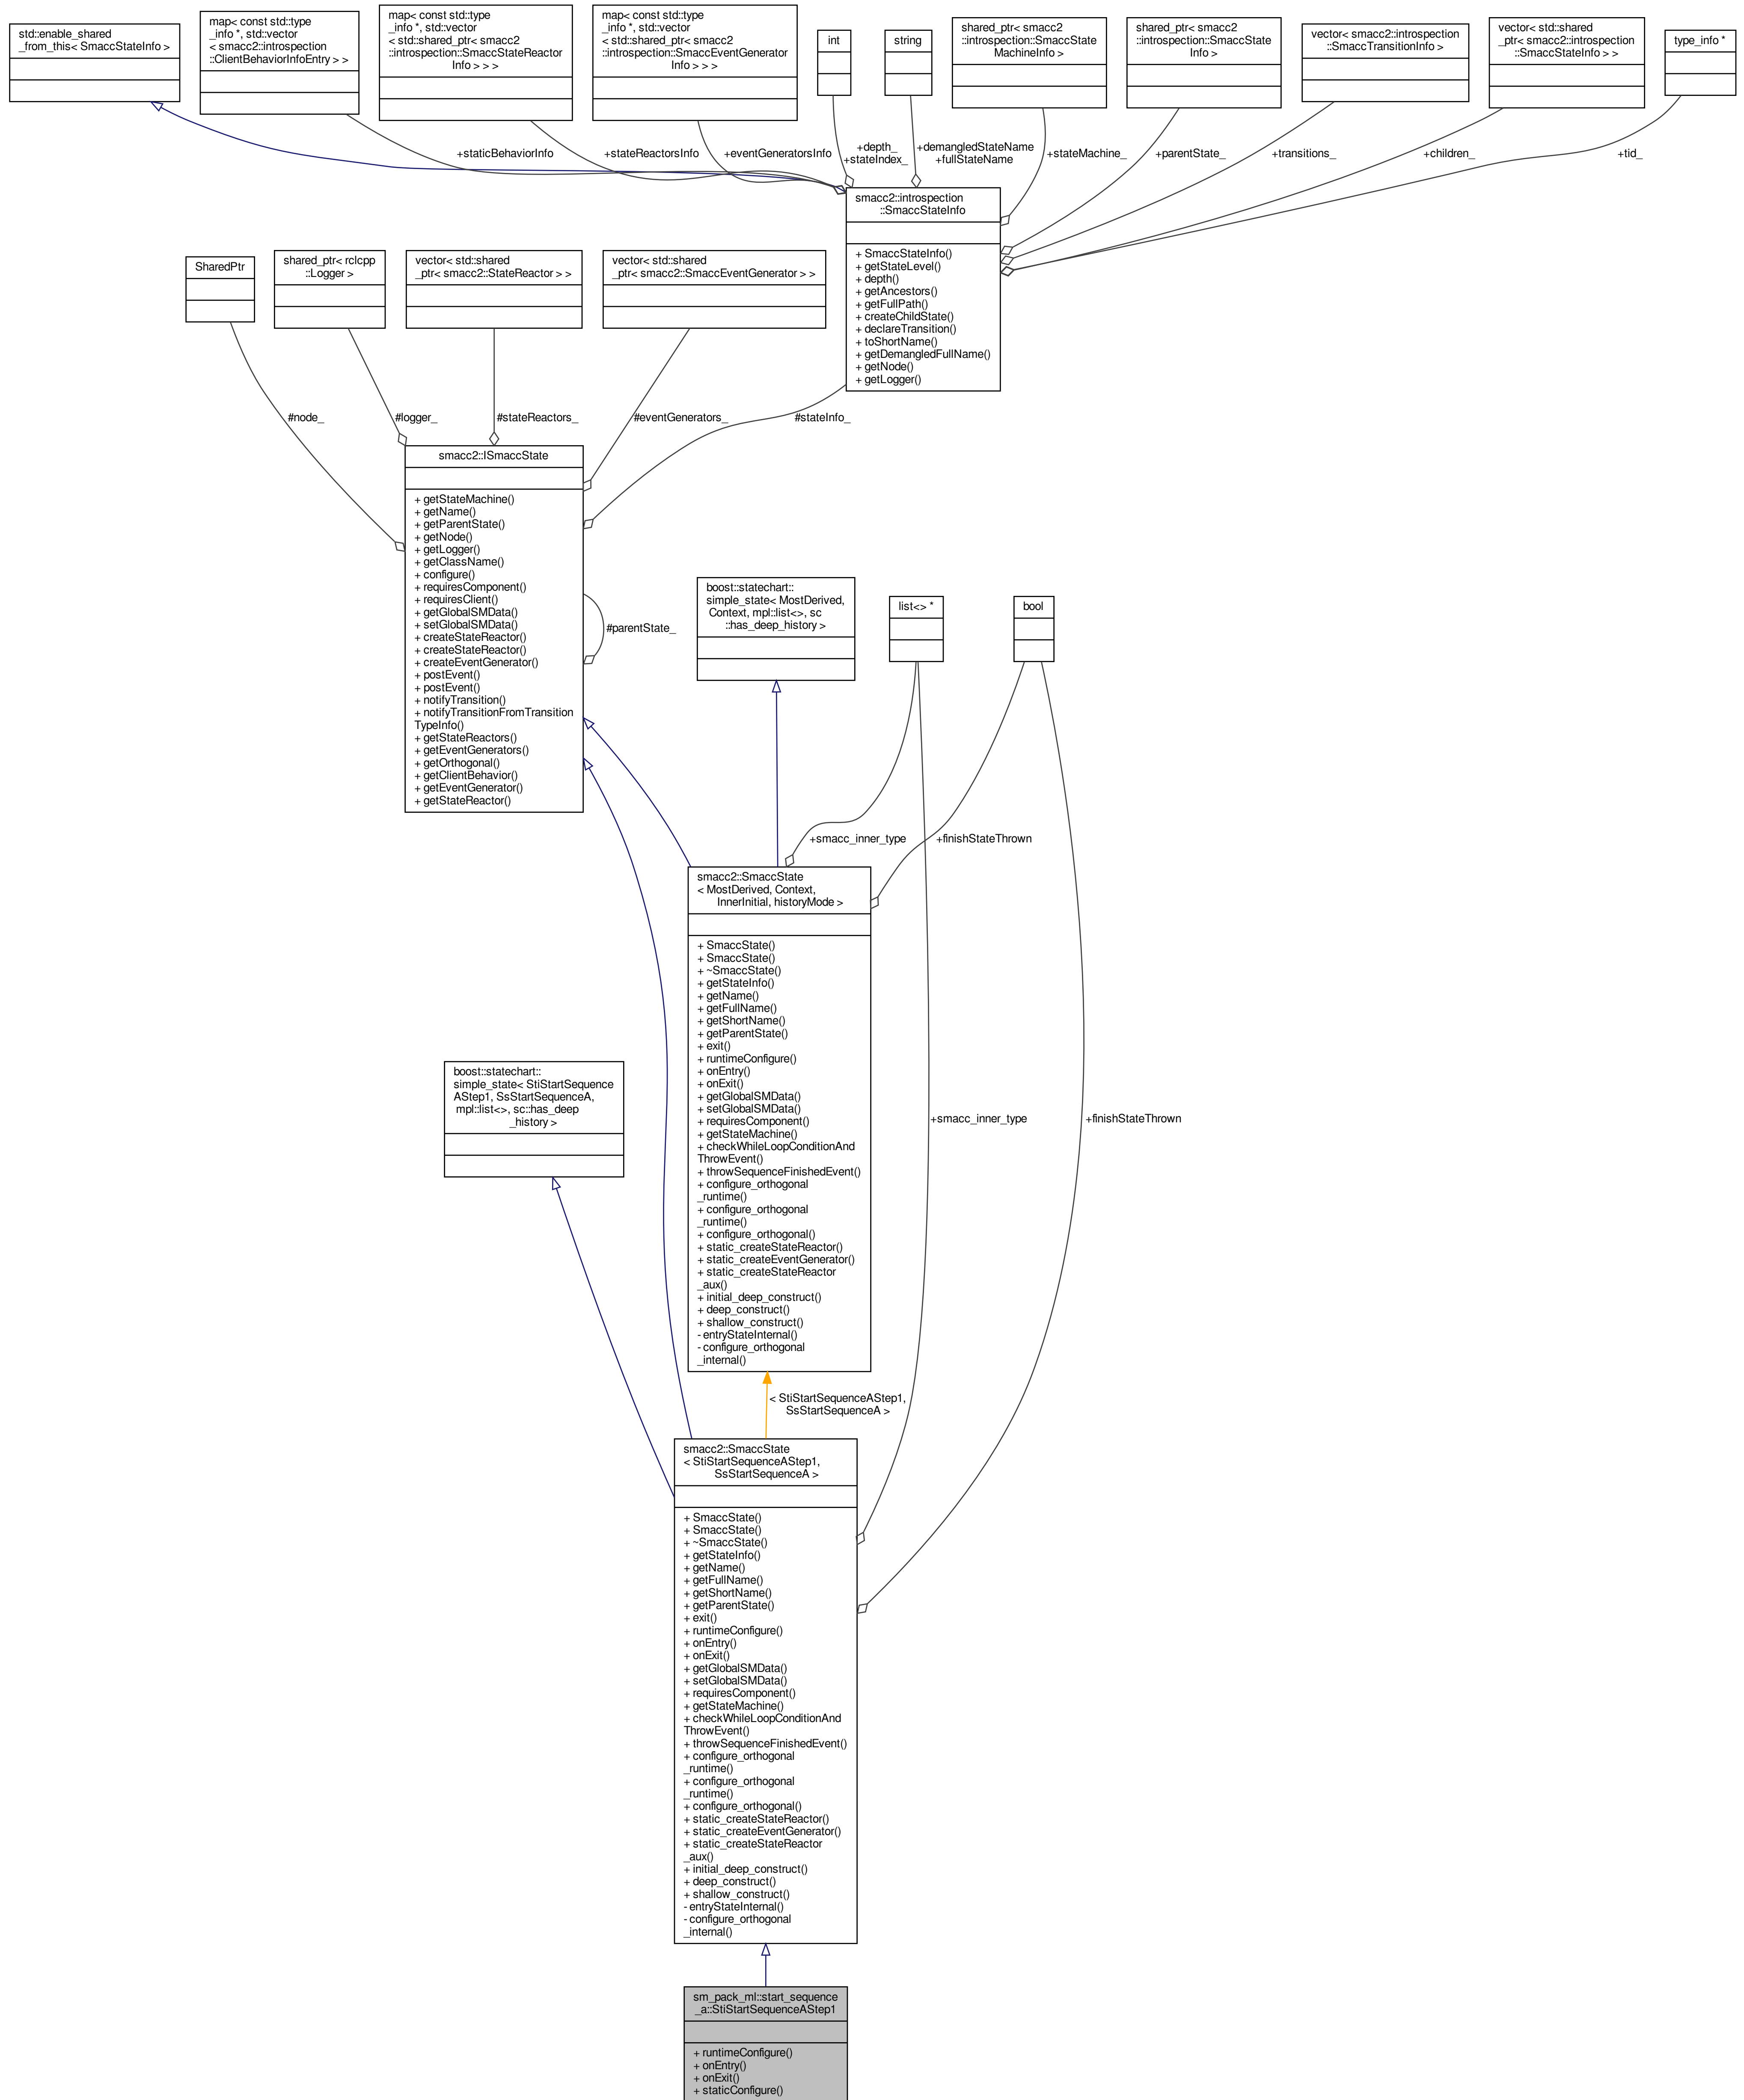 std::enable_shared
_from_this< SmaccStateInfo >
map< const std::type
_info *, std::vector
< smacc2::introspection
::ClientBehaviorInfoEntry > >
map< const std::type
_info *, std::vector
< std::shared_ptr< smacc2
::introspection::SmaccStateReactor
Info > > >
map< const std::type
_info *, std::vector
< std::shared_ptr< smacc2
::introspection::SmaccEventGenerator
Info > > >
int
string
shared_ptr< smacc2
::introspection::SmaccState
MachineInfo >
shared_ptr< smacc2
::introspection::SmaccState
Info >
vector< smacc2::introspection
::SmaccTransitionInfo >
vector< std::shared
_ptr< smacc2::introspection
::SmaccStateInfo > >
type_info *
+staticBehaviorInfo
+stateReactorsInfo
+eventGeneratorsInfo
+depth_
+stateIndex_
+demangledStateName
+fullStateName
+stateMachine_
+parentState_
+transitions_
+children_
+tid_
smacc2::introspection
::SmaccStateInfo
+ SmaccStateInfo()
+ getStateLevel()
+ depth()
+ getAncestors()
+ getFullPath()
+ createChildState()
+ declareTransition()
+ toShortName()
+ getDemangledFullName()
+ getNode()
+ getLogger()
SharedPtr
shared_ptr< rclcpp
::Logger >
vector< std::shared
_ptr< smacc2::StateReactor > >
vector< std::shared
_ptr< smacc2::SmaccEventGenerator > >
#node_
#logger_
#stateReactors_
#eventGenerators_
#stateInfo_
smacc2::ISmaccState
+ getStateMachine()
+ getName()
+ getParentState()
+ getNode()
+ getLogger()
+ getClassName()
+ configure()
+ requiresComponent()
+ requiresClient()
+ getGlobalSMData()
+ setGlobalSMData()
+ createStateReactor()
+ createStateReactor()
+ createEventGenerator()
+ postEvent()
+ postEvent()
+ notifyTransition()
+ notifyTransitionFromTransition
TypeInfo()
+ getStateReactors()
+ getEventGenerators()
+ getOrthogonal()
+ getClientBehavior()
+ getEventGenerator()
+ getStateReactor()
#parentState_
boost::statechart::
simple_state< MostDerived,
Context, mpl::list<>, sc
::has_deep_history >
list<> *
bool
+smacc_inner_type
+finishStateThrown
smacc2::SmaccState
< MostDerived, Context,
InnerInitial, historyMode >
+ SmaccState()
+ SmaccState()
+ ~SmaccState()
+ getStateInfo()
+ getName()
+ getFullName()
+ getShortName()
+ getParentState()
+ exit()
+ runtimeConfigure()
+ onEntry()
+ onExit()
+ getGlobalSMData()
+ setGlobalSMData()
+ requiresComponent()
+ getStateMachine()
+ checkWhileLoopConditionAnd
ThrowEvent()
+ throwSequenceFinishedEvent()
+ configure_orthogonal
_runtime()
+ configure_orthogonal
_runtime()
+ configure_orthogonal()
+ static_createStateReactor()
+ static_createEventGenerator()
+ static_createStateReactor
_aux()
+ initial_deep_construct()
+ deep_construct()
+ shallow_construct()
- entryStateInternal()
- configure_orthogonal
_internal()
boost::statechart::
simple_state< StiStartSequence
AStep1, SsStartSequenceA,
mpl::list<>, sc::has_deep
_history >
+smacc_inner_type
+finishStateThrown
< StiStartSequenceAStep1,
SsStartSequenceA >
smacc2::SmaccState
< StiStartSequenceAStep1,
SsStartSequenceA >
+ SmaccState()
+ SmaccState()
+ ~SmaccState()
+ getStateInfo()
+ getName()
+ getFullName()
+ getShortName()
+ getParentState()
+ exit()
+ runtimeConfigure()
+ onEntry()
+ onExit()
+ getGlobalSMData()
+ setGlobalSMData()
+ requiresComponent()
+ getStateMachine()
+ checkWhileLoopConditionAnd
ThrowEvent()
+ throwSequenceFinishedEvent()
+ configure_orthogonal
_runtime()
+ configure_orthogonal
_runtime()
+ configure_orthogonal()
+ static_createStateReactor()
+ static_createEventGenerator()
+ static_createStateReactor
_aux()
+ initial_deep_construct()
+ deep_construct()
+ shallow_construct()
- entryStateInternal()
- configure_orthogonal
_internal()
sm_pack_ml::start_sequence
_a::StiStartSequenceAStep1
+ runtimeConfigure()
+ onEntry()
+ onExit()
+ staticConfigure()